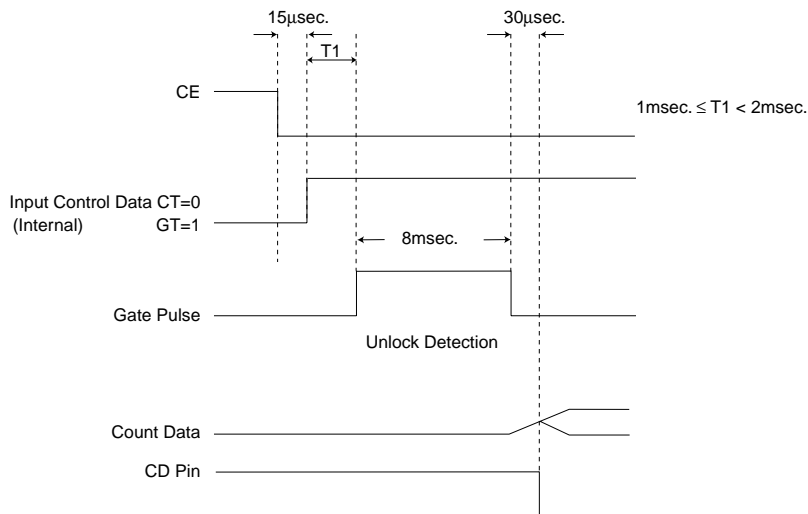 15μsec.
30μsec.
T1
CE
1msec. ≤ T1 < 2msec.
Input Control Data CT=0
(Internal) GT=1
8msec.
Gate Pulse
Unlock Detection
Count Data
CD Pin